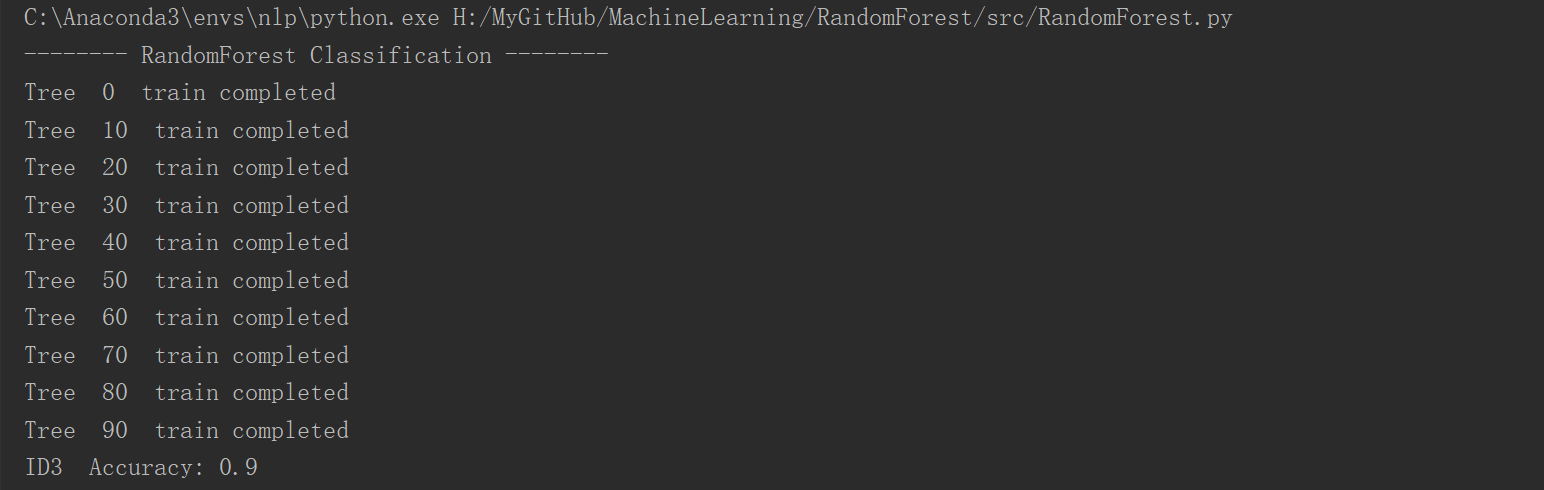 C:\Anaconda3\envs\nlp\python.exe H:/MyGitHub/MachineLearning/RandomForest/src/RandomForest.py
-------- RandomForest Classification --------
Tree  0  train completed
Tree  10  train completed
Tree  20  train completed
Tree  30  train completed
Tree  40  train completed
Tree  50  train completed
Tree  60  train completed
Tree  70  train completed
Tree  80  train completed
Tree  90  train completed
ID3  Accuracy: 0.9